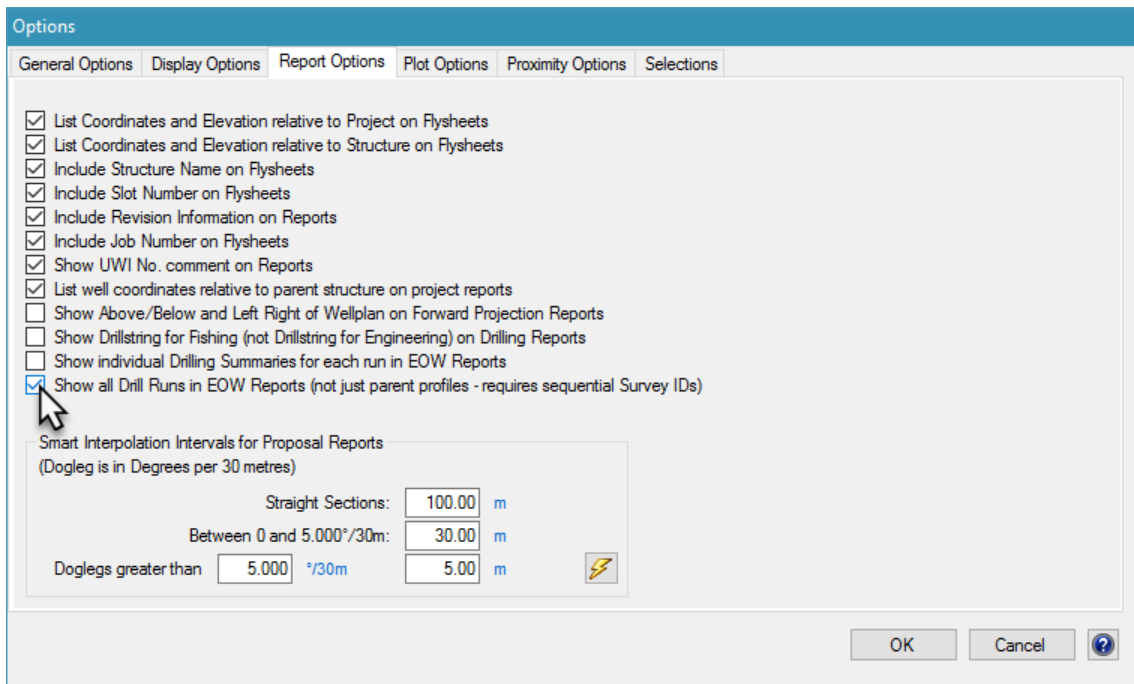 Options
General Options Display Options Report Options Plot Options Proximity Options Selections
List Coordinates and Elevation relative to Project on Flysheets
List Coordinates and Elevation relative to Structure on Flysheets
Include Structure Name on Flysheets
Include Slot Number on Flysheets
Include Revision Information on Reports
Include Job Number on Flysheets
Show UWI No. comment on Reports
List well coordinates relative to parent structure on project reports
Show Above/Below and Left Right of Wellplan on Forward Projection Reports
Show Drillstring for Fishing (not Drillstring for Engineering) on Drilling Reports
Show individual Drilling Summaries for each run in EOW Reports
Show all Drill Runs in EOW Reports (not just parent profiles - requires sequential Survey IDs)
Smart Interpolation Intervals for Proposal Reports
(Dogleg is in Degrees per 30 metres)
Straight Sections: 100.00 m
Between 0 and 5.000°/30m: 30.00 m
Doglegs greater than 5.000 °/30m 5.00 m
OK Cancel ?